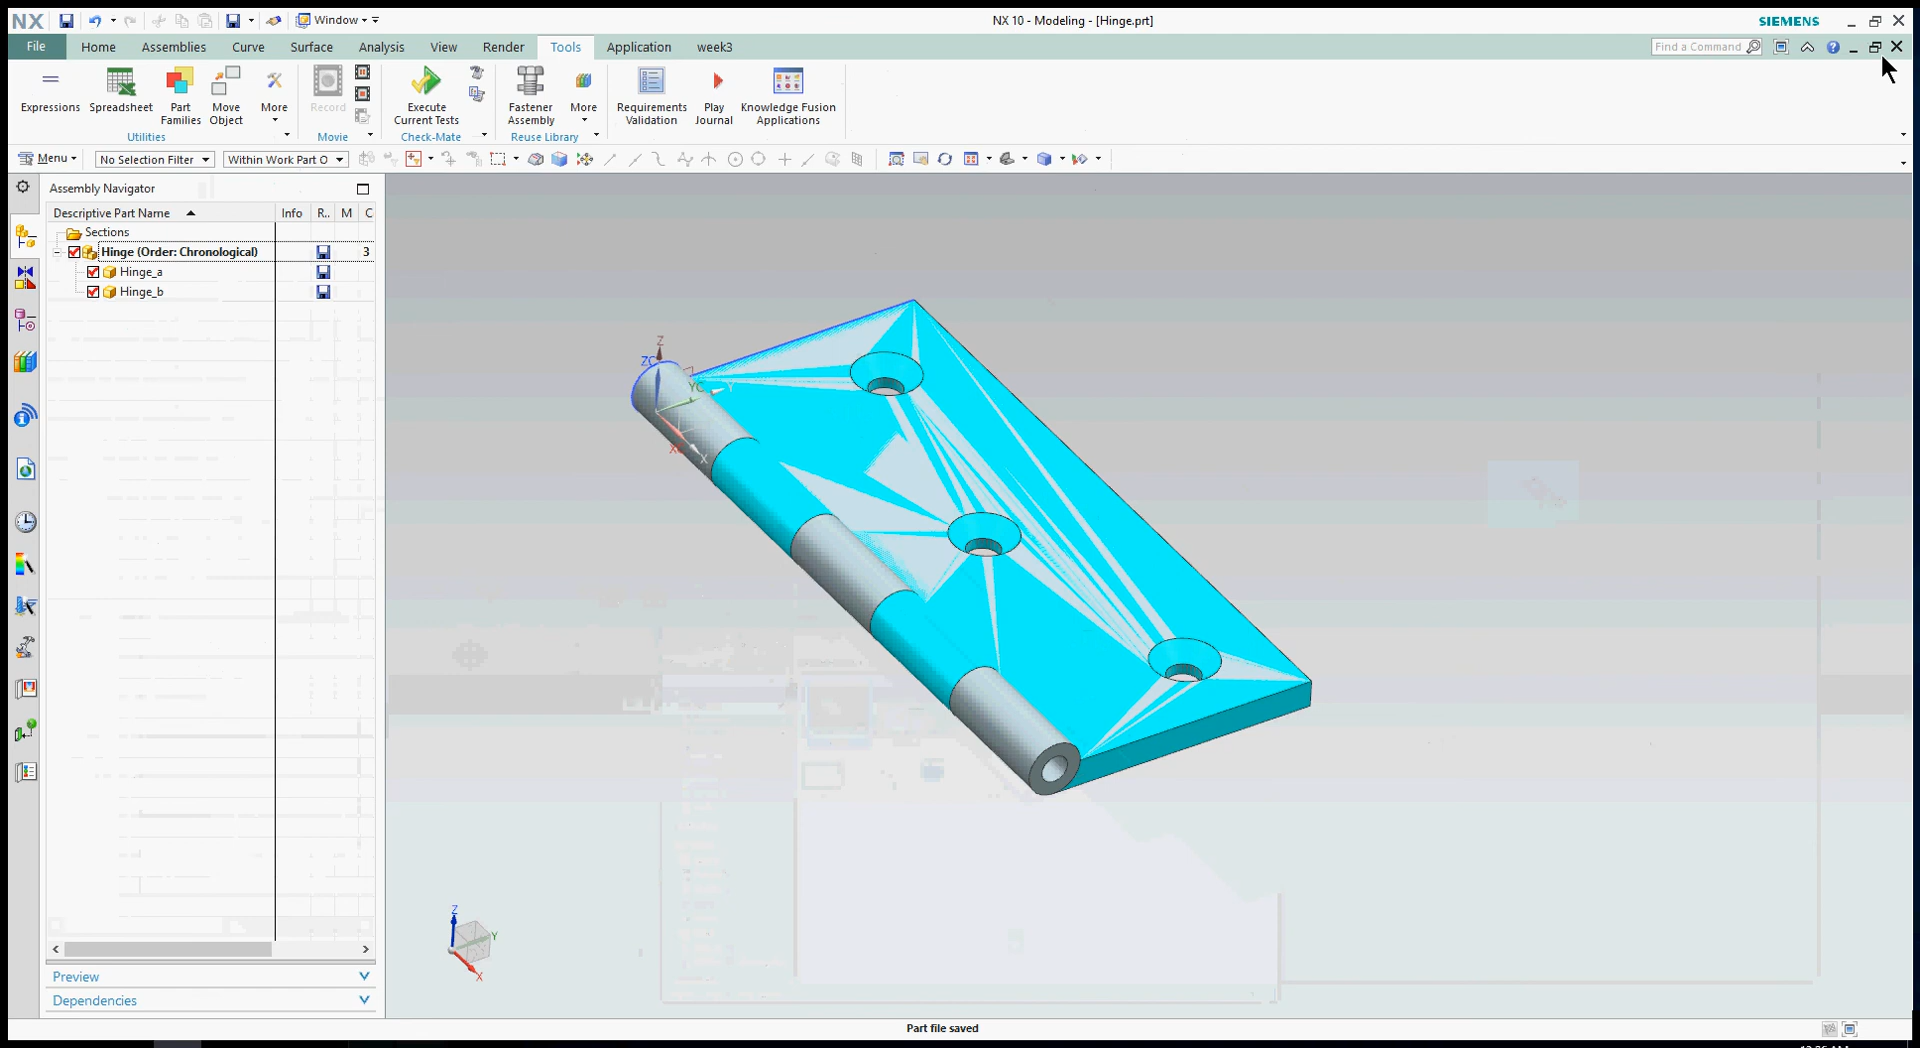 NX Window NX 10 - Modeling - [Hinge.prt] SIEMENS
File Home Assemblies Curve Surface Analysis View Render Tools Application week3 Find a Command
Expressions Spreadsheet Part Families Move Object More Record Execute Current Tests Fastener Assembly More Requirements Validation Play Journal Knowledge Fusion Applications
Utilities Movie Check-Mate Reuse Library
Menu No Selection Filter Within Work Part O
Assembly Navigator
Descriptive Part Name Info R.. M C
Sections
Hinge (Order: Chronological) 3
Hinge_a
Hinge_b
Z
ZC
YC Y
XC X
Z
Y
X
Preview
Dependencies
Part file saved